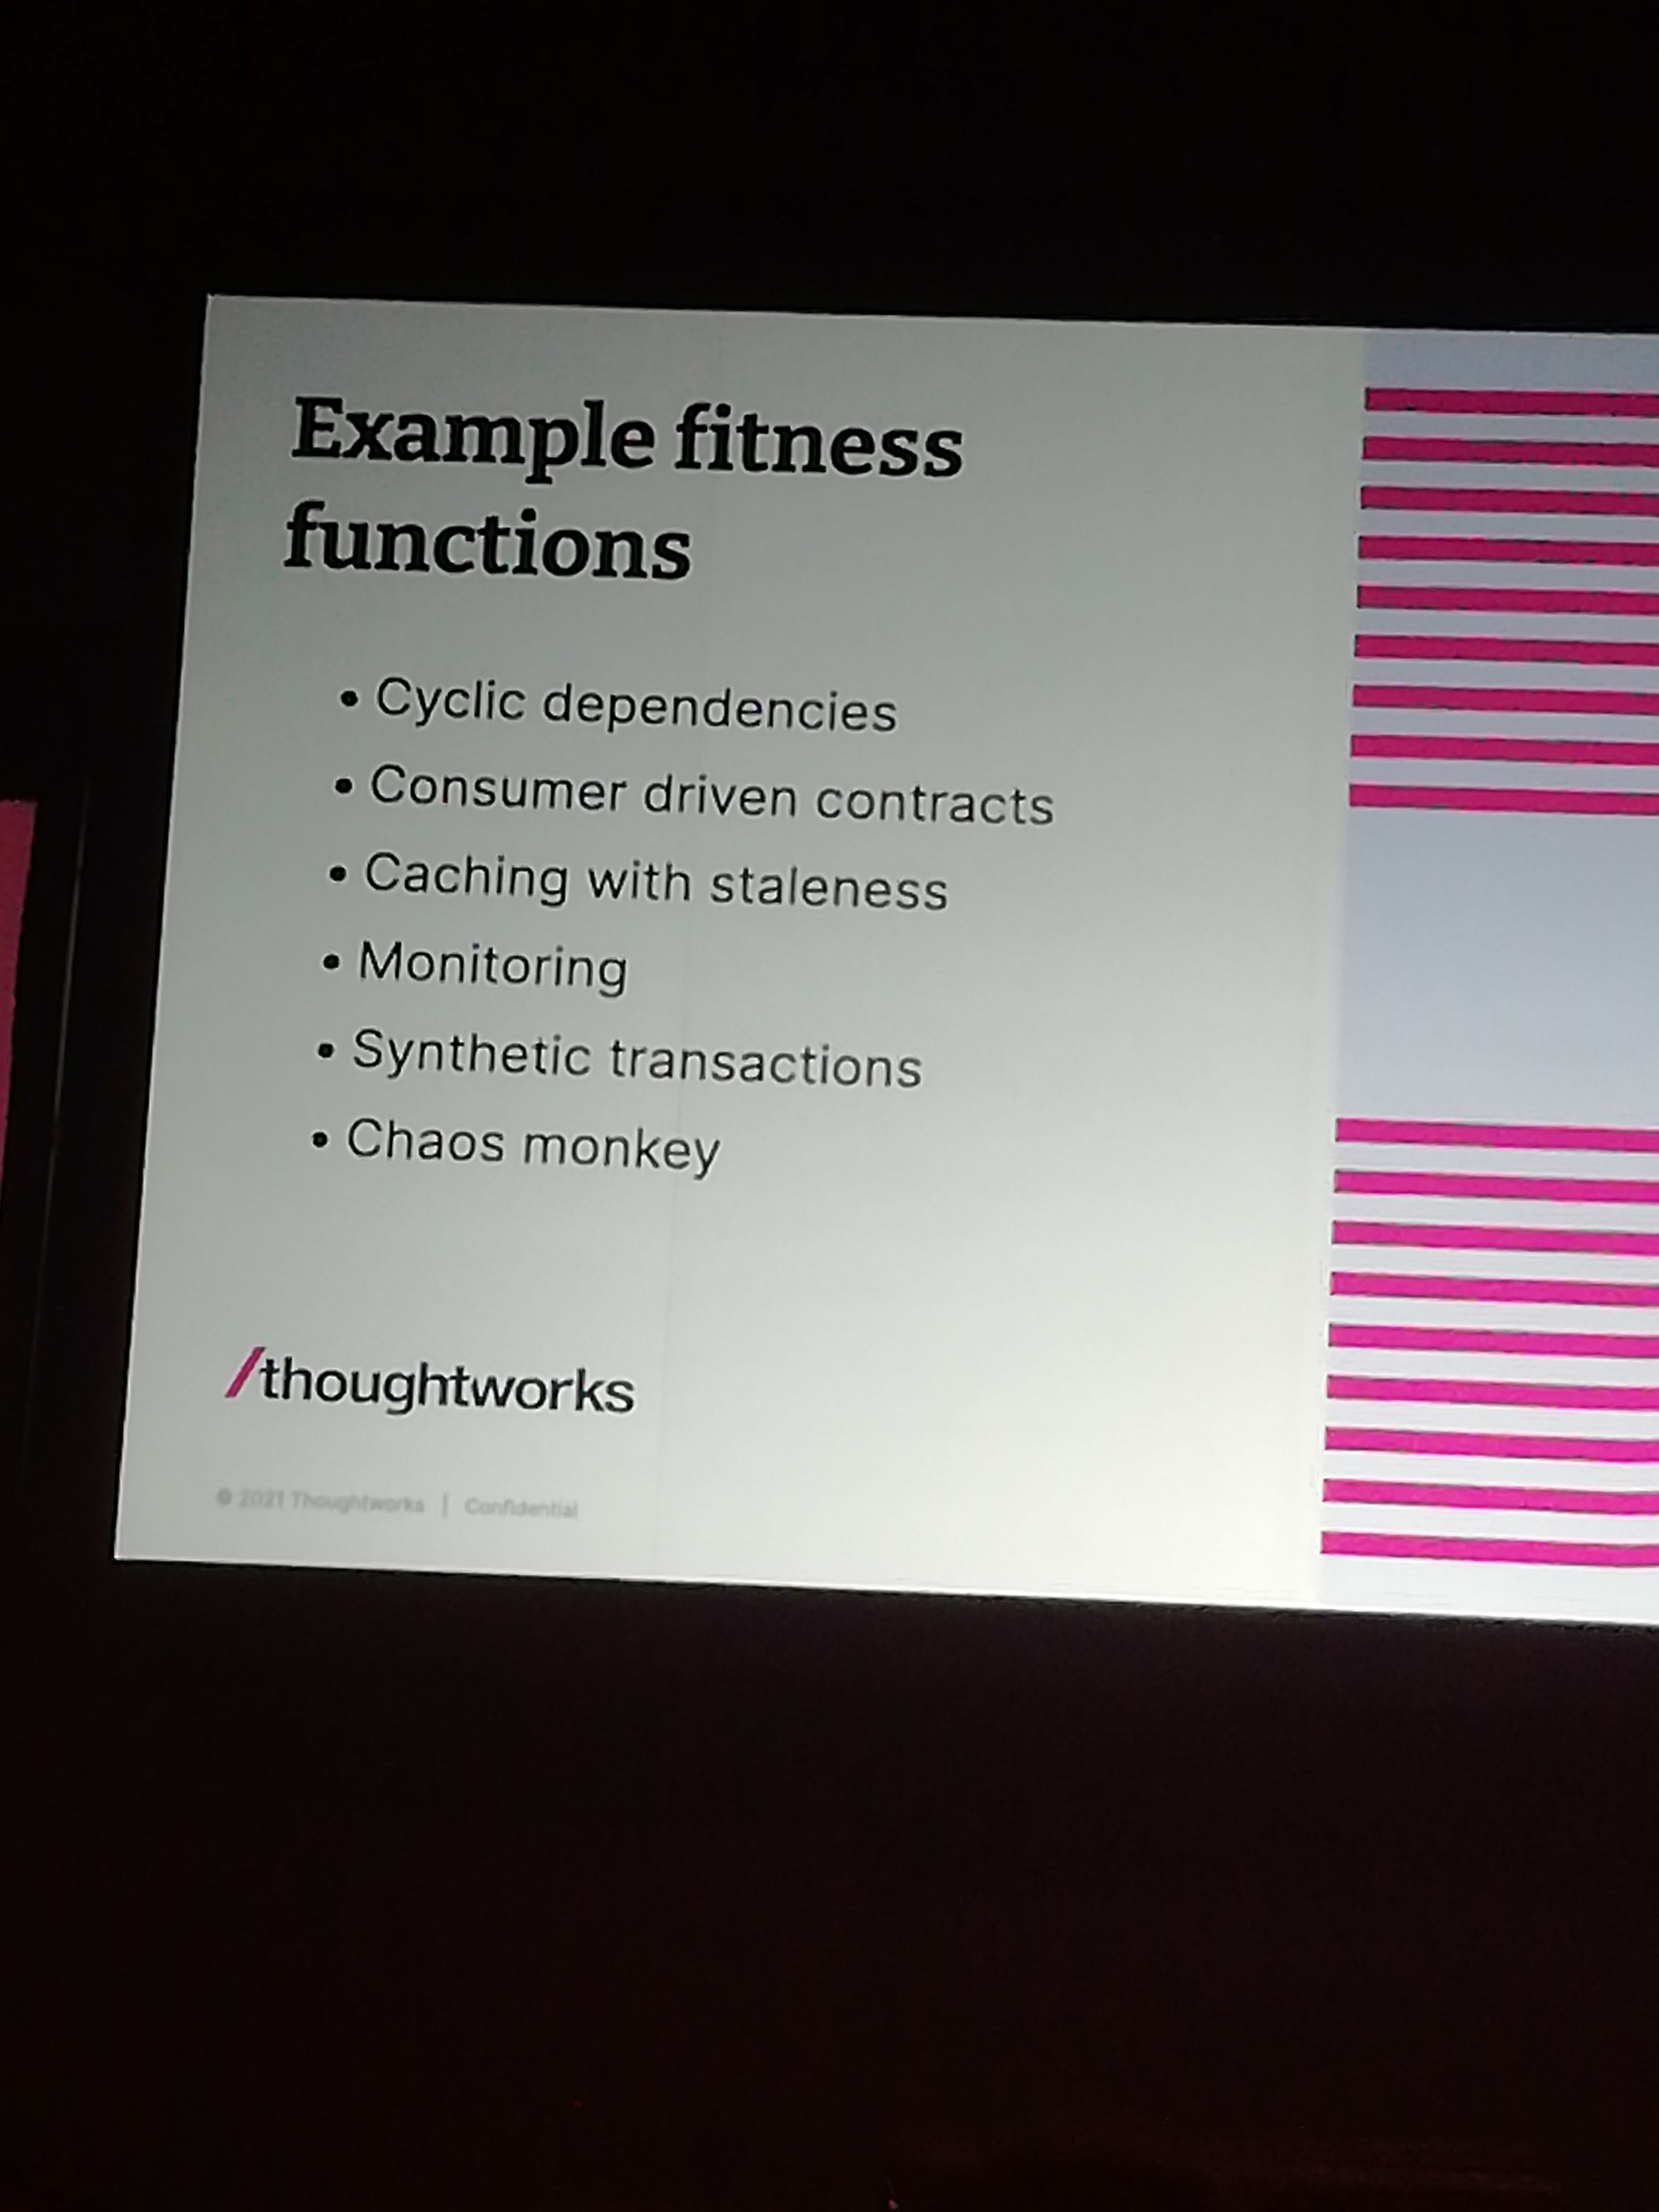 Example fitness
functions
• Cyclic dependencies
• Consumer driven contracts
• Caching with staleness
• Monitoring
• Synthetic transactions
• Chaos monkey
/thoughtworks
© 2021 Thoughtworks | Confidential